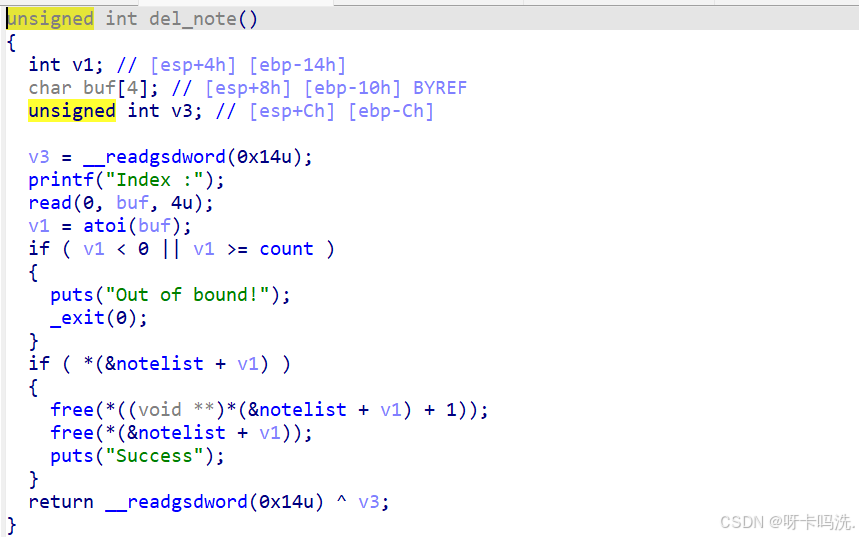 unsigned int del_note()
{
  int v1; // [esp+4h] [ebp-14h]
  char buf[4]; // [esp+8h] [ebp-10h] BYREF
  unsigned int v3; // [esp+Ch] [ebp-Ch]
  v3 = __readgsdword(0x14u);
  printf("Index :");
  read(0, buf, 4u);
  v1 = atoi(buf);
  if ( v1 < 0 || v1 >= count )
  {
    puts("Out of bound!");
    _exit(0);
  }
  if ( *(&notelist + v1) )
  {
    free(*((void **)*(&notelist + v1) + 1));
    free(*(&notelist + v1));
    puts("Success");
  }
  return __readgsdword(0x14u) ^ v3;
}
CSDN @呀卡吗洗.